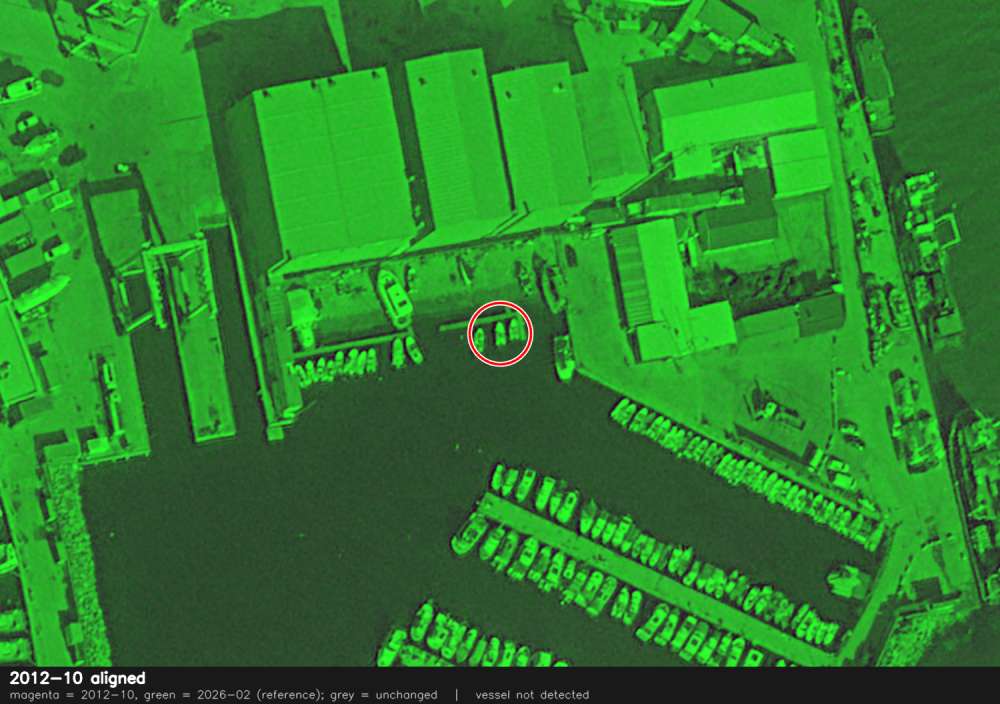 2012-10 aligned
magenta = 2012-10, green = 2026-02 (reference); grey = unchanged | vessel not detected